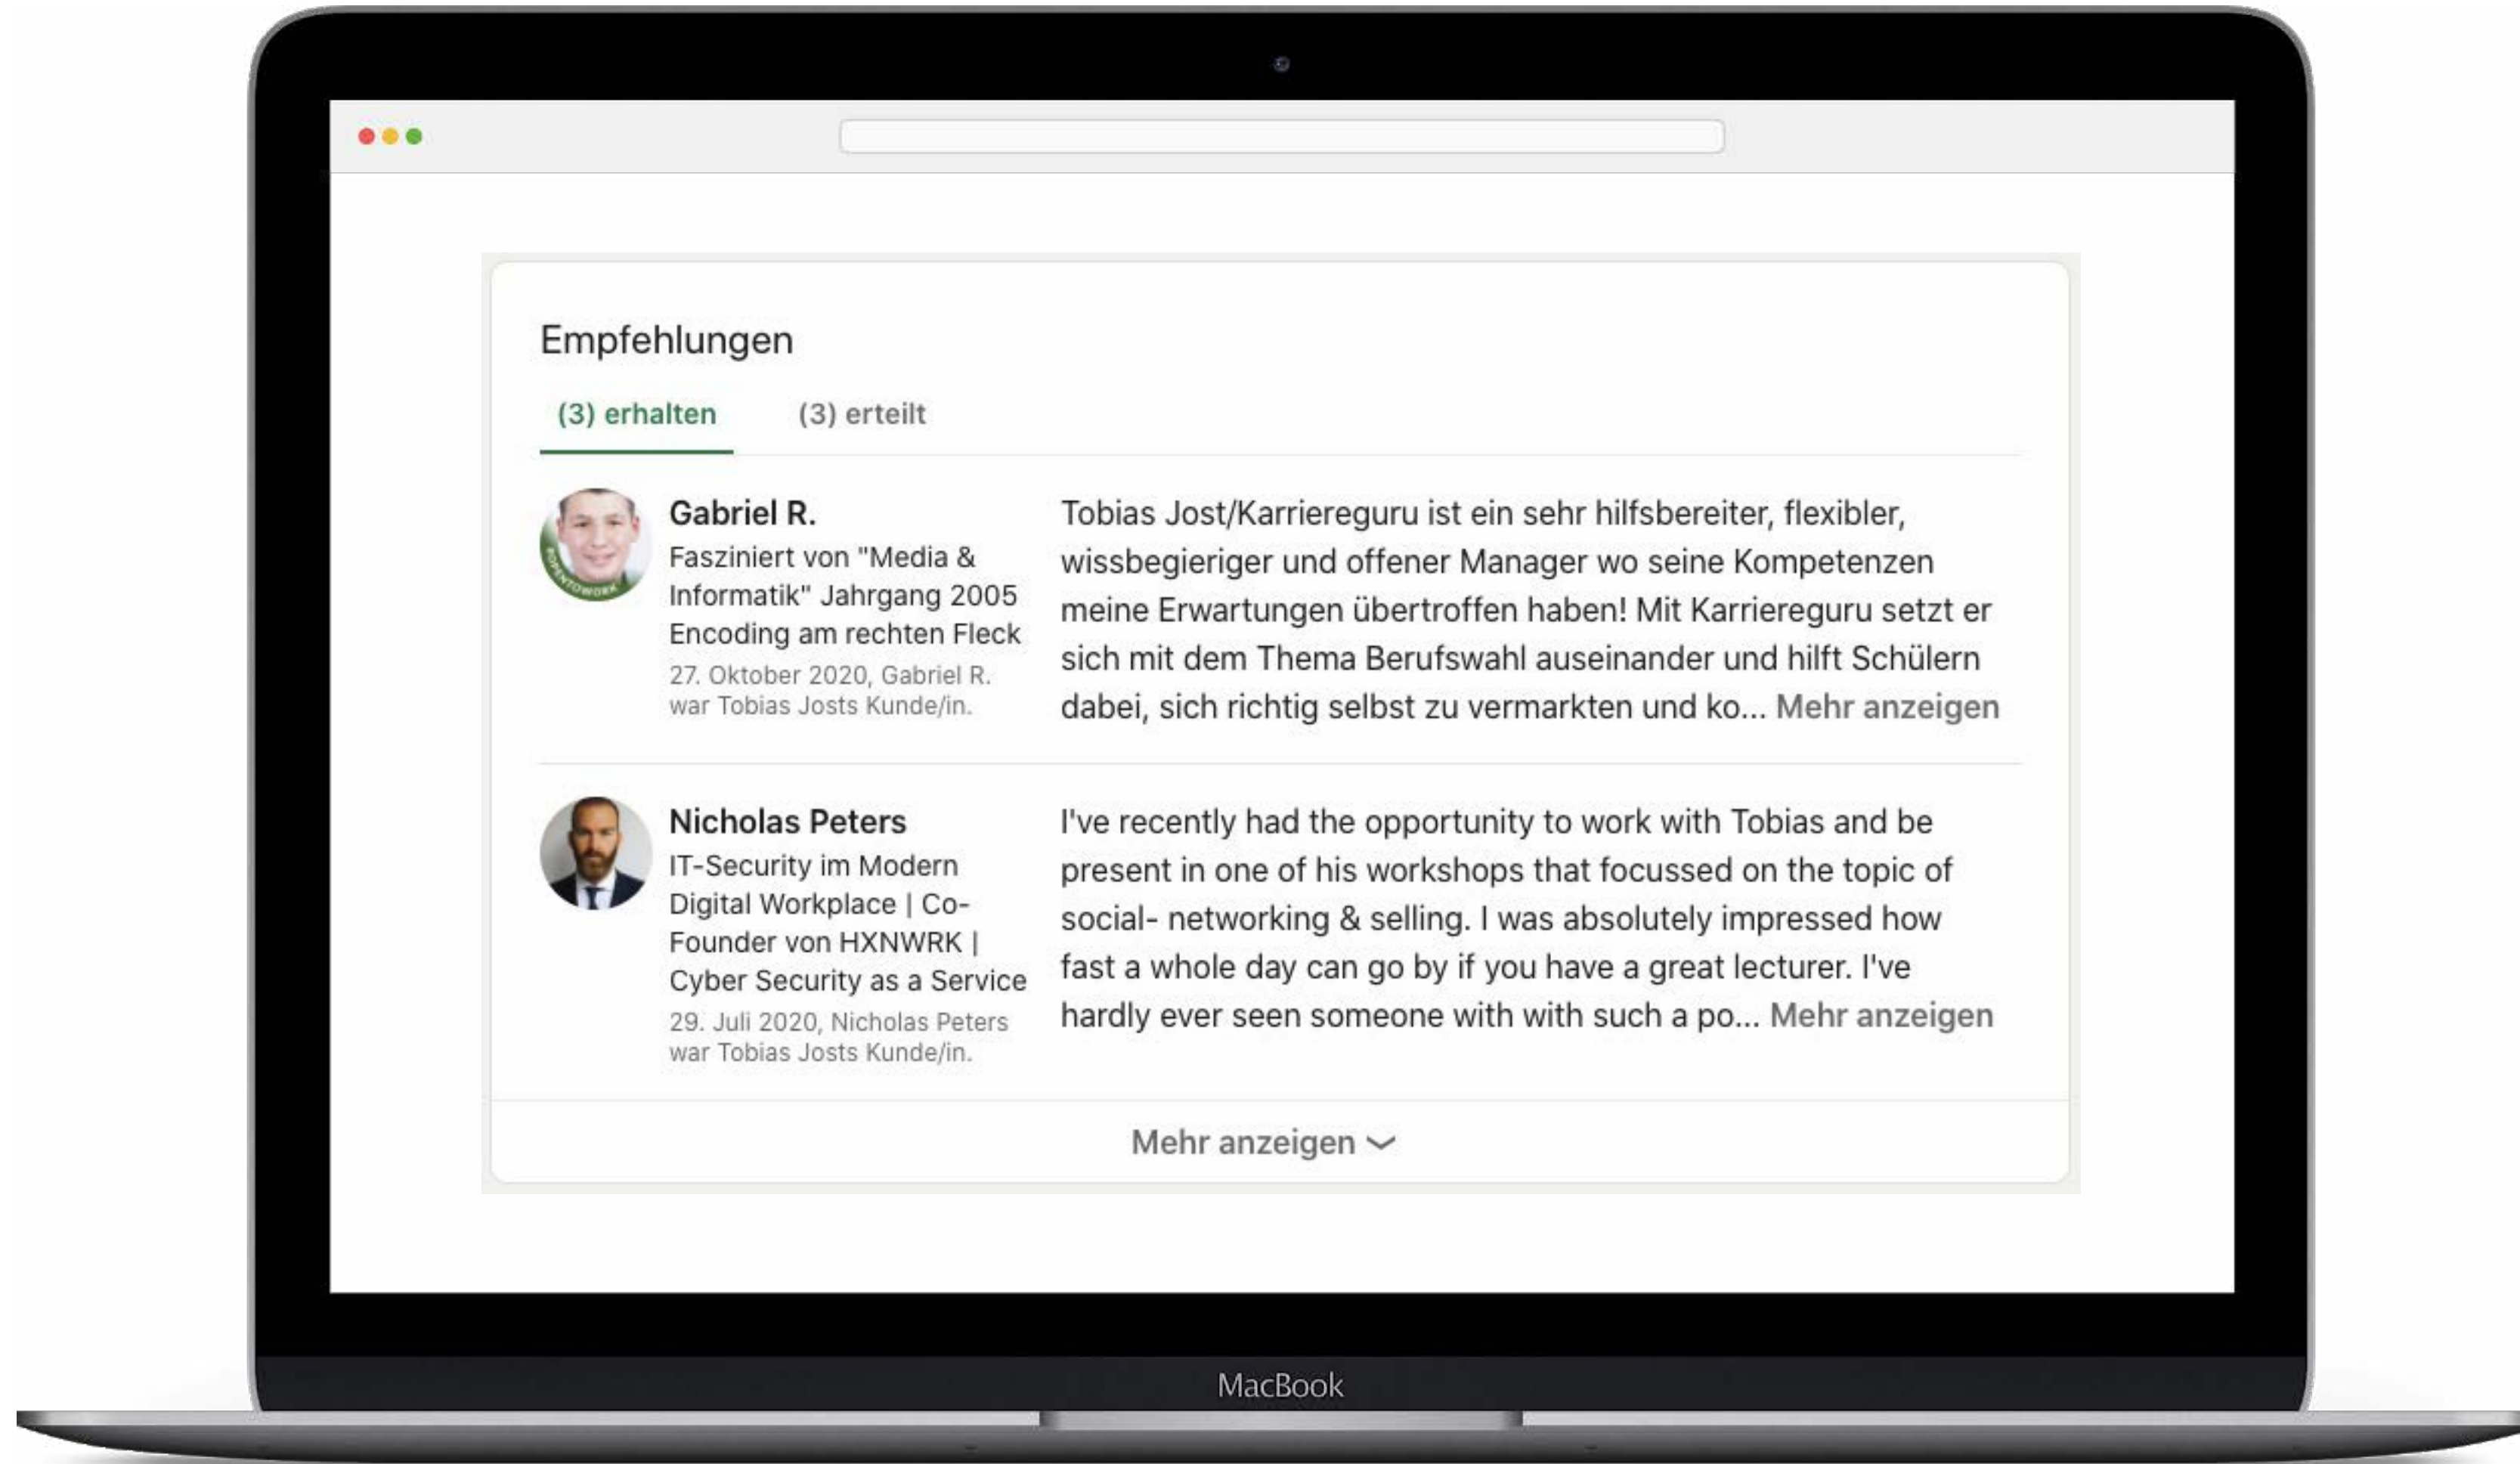 Empfehlungen
(3) erhalten
(3) erteilt
#OPENTOWORK
Gabriel R.
Fasziniert von "Media &
Informatik" Jahrgang 2005
Encoding am rechten Fleck
27. Oktober 2020, Gabriel R.
war Tobias Josts Kunde/in.
Tobias Jost/Karriereguru ist ein sehr hilfsbereiter, flexibler,
wissbegieriger und offener Manager wo seine Kompetenzen
meine Erwartungen übertroffen haben! Mit Karriereguru setzt er
sich mit dem Thema Berufswahl auseinander und hilft Schülern
dabei, sich richtig selbst zu vermarkten und ko... Mehr anzeigen
Nicholas Peters
IT-Security im Modern
Digital Workplace | Co-
Founder von HXNWRK |
Cyber Security as a Service
29. Juli 2020, Nicholas Peters
war Tobias Josts Kunde/in.
I've recently had the opportunity to work with Tobias and be
present in one of his workshops that focussed on the topic of
social- networking & selling. I was absolutely impressed how
fast a whole day can go by if you have a great lecturer. I've
hardly ever seen someone with with such a po... Mehr anzeigen
Mehr anzeigen
MacBook